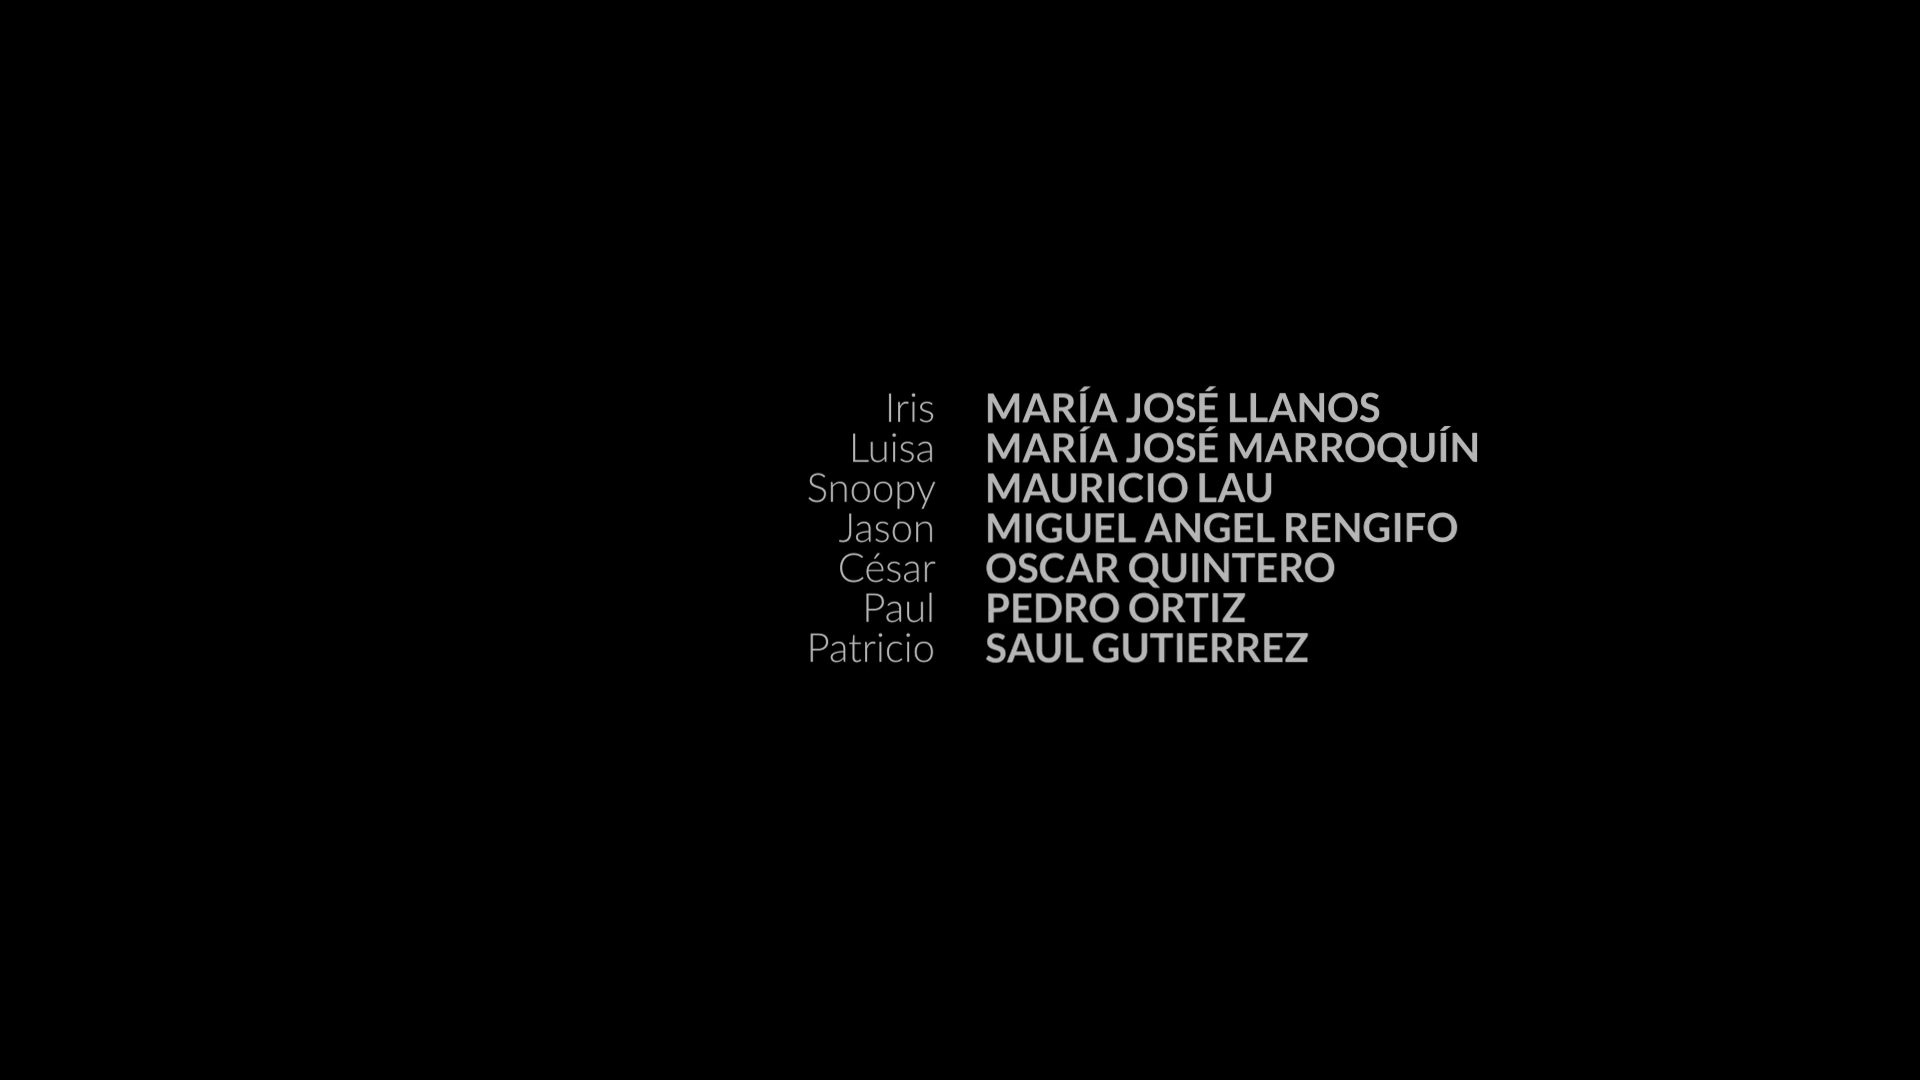 Iris MARÍA JOSÉ LLANOS
Luisa MARÍA JOSÉ MARROQUÍN
Snoopy MAURICIO LAU
Jason MIGUEL ANGEL RENGIFO
César OSCAR QUINTERO
Paul PEDRO ORTIZ
Patricio SAUL GUTIERREZ